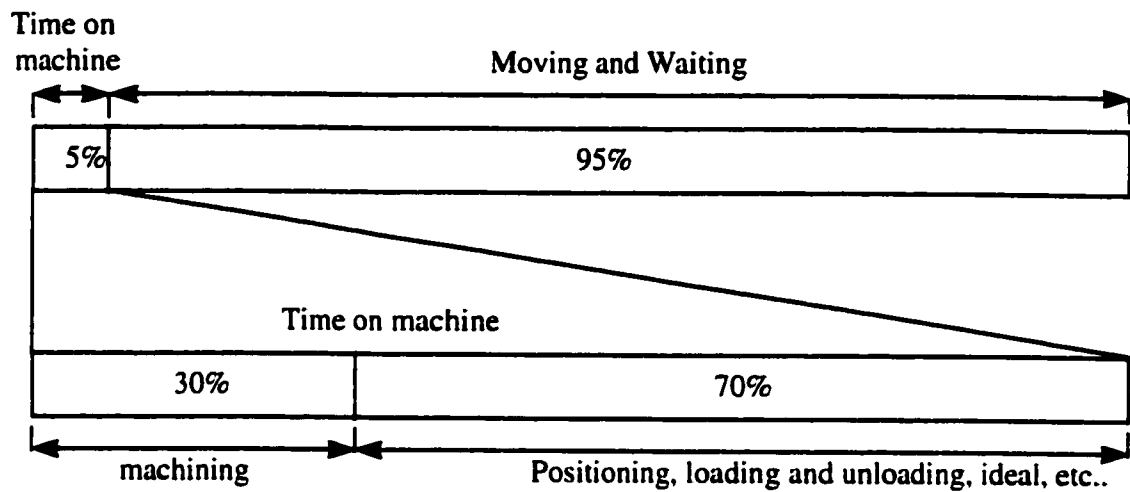 Time on
machine
Moving and Waiting
5%
95%
Time on machine
30%
70%
machining
Positioning, loading and unloading, ideal, etc..